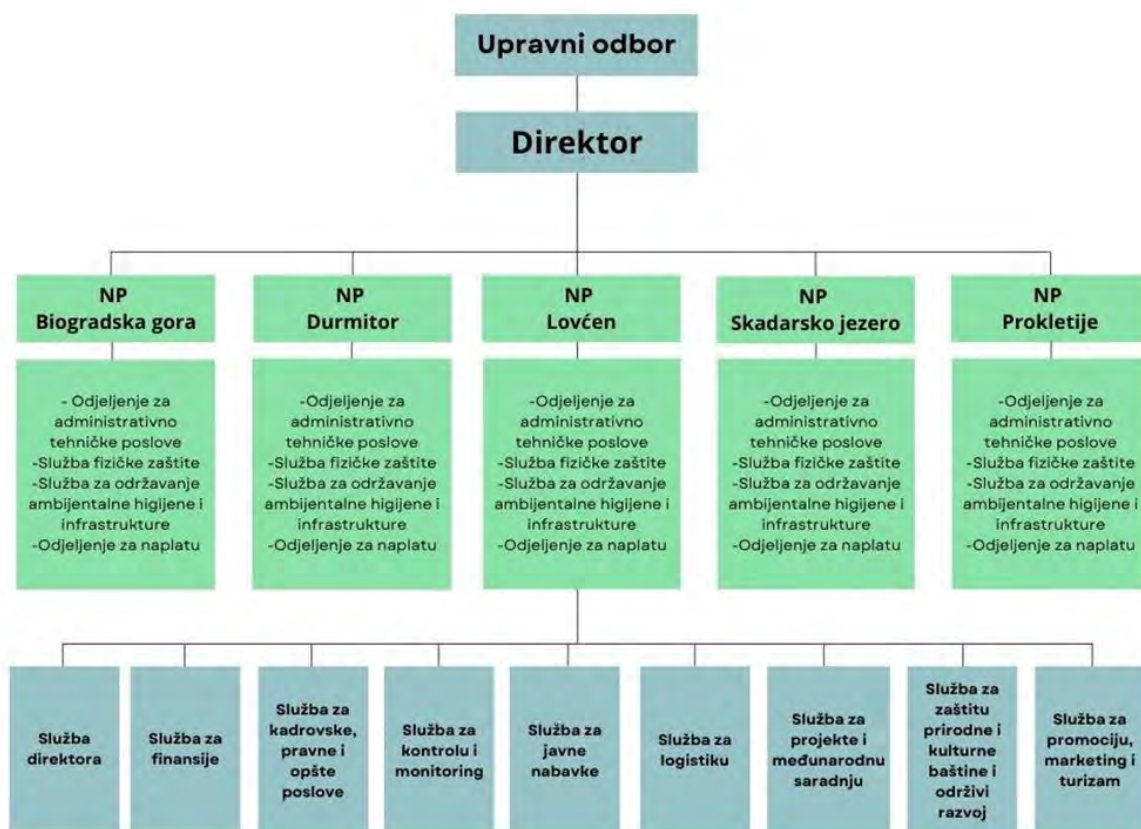 Upravni odbor
Direktor
NP
Biogradska gora
NP
Durmitor
NP
Lovćen
NP
Skadarsko jezero
NP
Prokletije
- Odjeljenje za
administrativno
tehničke poslove
-Služba fizičke zaštite
-Služba za održavanje
ambijentalne higijene i
infrastrukture
-Odjeljenje za naplatu
-Odjeljenje za
administrativno
tehničke poslove
-Služba fizičke zaštite
-Služba za održavanje
ambijentalne higijene i
infrastrukture
-Odjeljenje za naplatu
-Odjeljenje za
administrativno
tehničke poslove
-Služba fizičke zaštite
-Služba za održavanje
ambijentalne higijene i
infrastrukture
-Odjeljenje za naplatu
-Odjeljenje za
administrativno
tehničke poslove
-Služba fizičke zaštite
-Služba za održavanje
ambijentalne higijene i
infrastrukture
-Odjeljenje za naplatu
-Odjeljenje za
administrativno
tehničke poslove
-Služba fizičke zaštite
-Služba za održavanje
ambijentalne higijene i
infrastrukture
-Odjeljenje za naplatu
Služba
direktora
Služba za
finansije
Služba za
kadrovske,
pravne i
opšte
poslove
Služba za
kontrolu i
monitoring
Služba za
javne
nabavke
Služba za
logistiku
Služba za
projekte i
međunarodnu
saradnju
Služba za
zaštitu
prirodne i
kulturne
baštine i
održivi
razvoj
Služba za
promociju,
marketing i
turizam